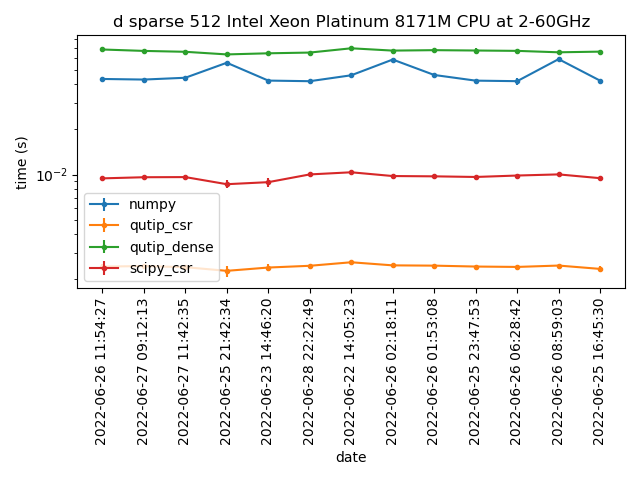 d sparse 512 Intel Xeon Platinum 8171M CPU at 2-60GHz
time (s)
10^-2
numpy
qutip_csr
qutip_dense
scipy_csr
2022-06-26 11:54:27
2022-06-27 09:12:13
2022-06-27 11:42:35
2022-06-25 21:42:34
2022-06-23 14:46:20
2022-06-28 22:22:49
2022-06-22 14:05:23
2022-06-26 02:18:11
2022-06-26 01:53:08
2022-06-25 23:47:53
2022-06-26 06:28:42
2022-06-26 08:59:03
2022-06-25 16:45:30
date